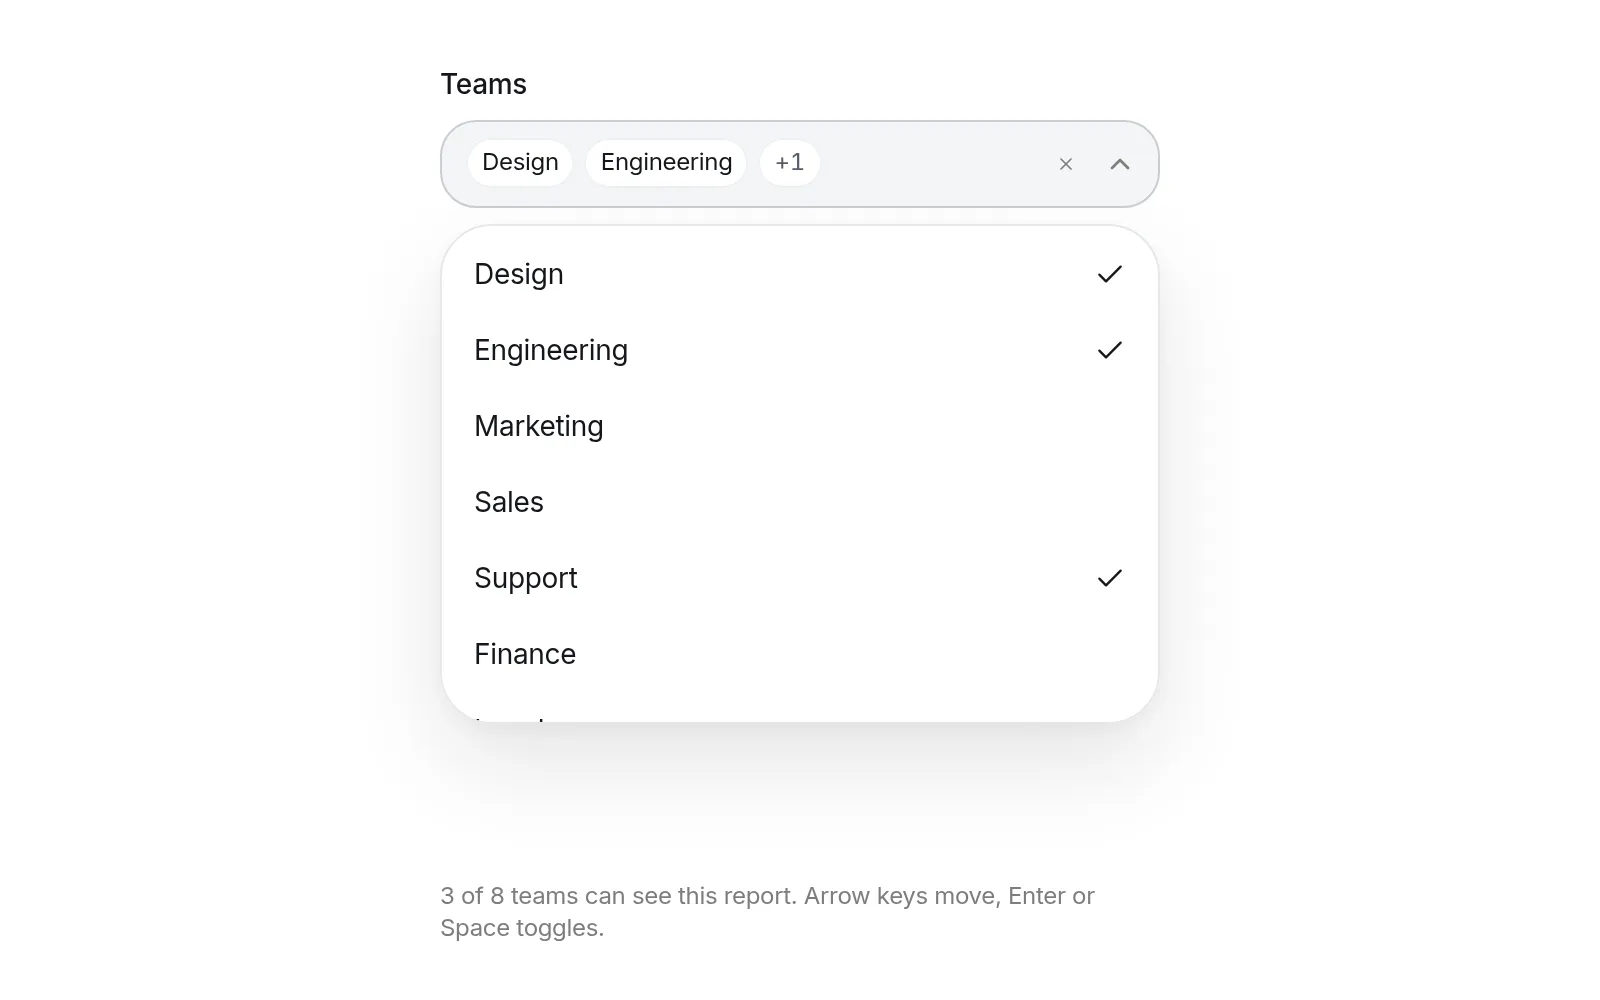 Teams
Design Engineering +1
Design
Engineering
Marketing
Sales
Support
Finance
3 of 8 teams can see this report. Arrow keys move, Enter or
Space toggles.